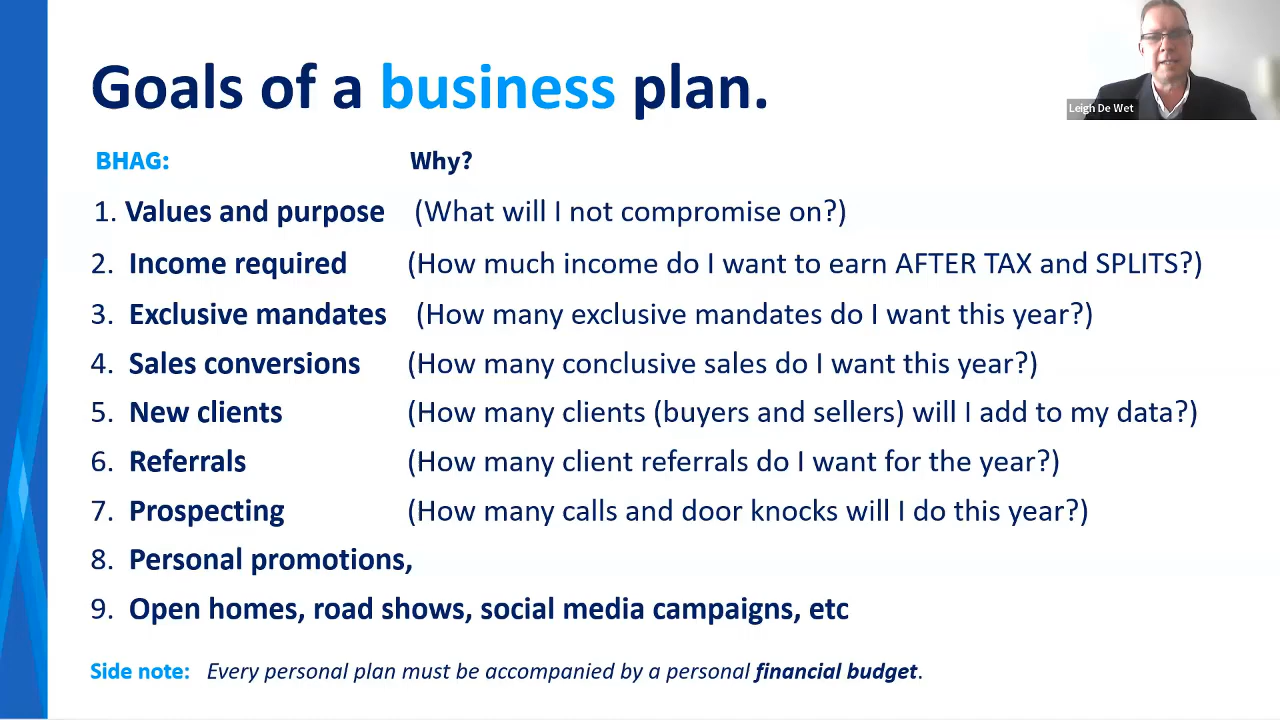 Goals of a business plan.
Leigh De Wet
BHAG: Why?
1. Values and purpose (What will I not compromise on?)
2. Income required (How much income do I want to earn AFTER TAX and SPLITS?)
3. Exclusive mandates (How many exclusive mandates do I want this year?)
4. Sales conversions (How many conclusive sales do I want this year?)
5. New clients (How many clients (buyers and sellers) will I add to my data?)
6. Referrals (How many client referrals do I want for the year?)
7. Prospecting (How many calls and door knocks will I do this year?)
8. Personal promotions,
9. Open homes, road shows, social media campaigns, etc
Side note: Every personal plan must be accompanied by a personal financial budget.